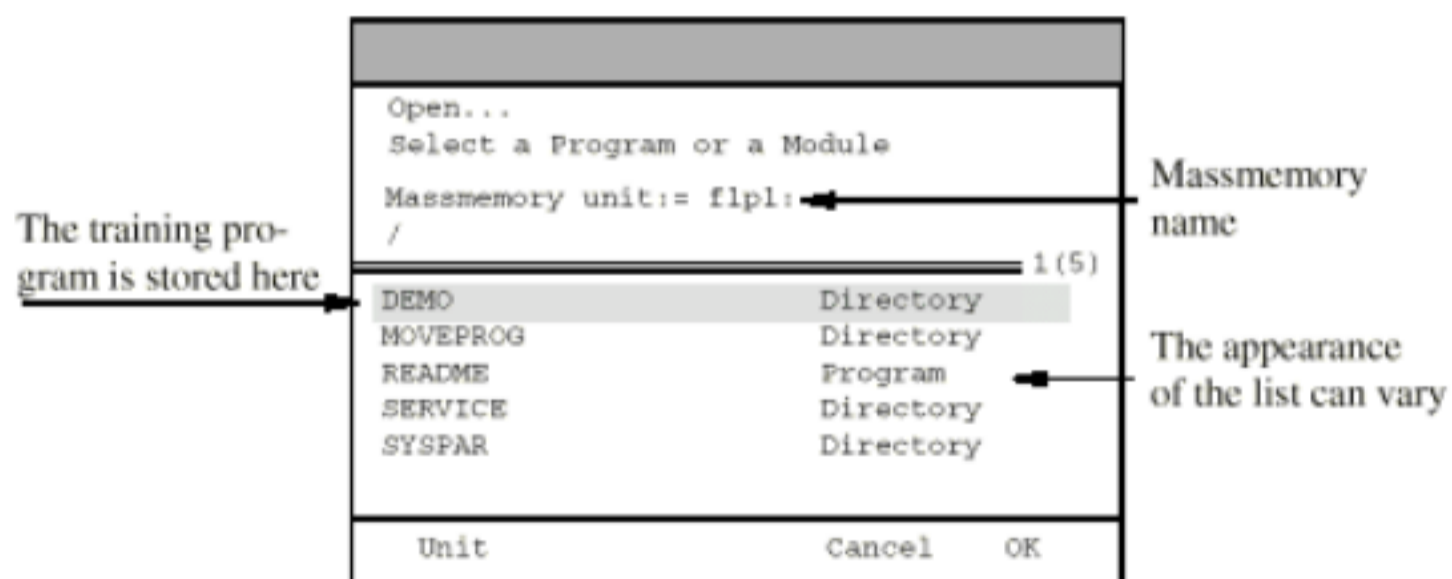 Open...
Select a Program or a Module
Massmemory unit:= flp1:
/
1(5)
DEMO Directory
MOVEPROG Directory
README Program
SERVICE Directory
SYSPAR Directory
Unit Cancel OK
The training pro-
gram is stored here
Massmemory
name
The appearance
of the list can vary